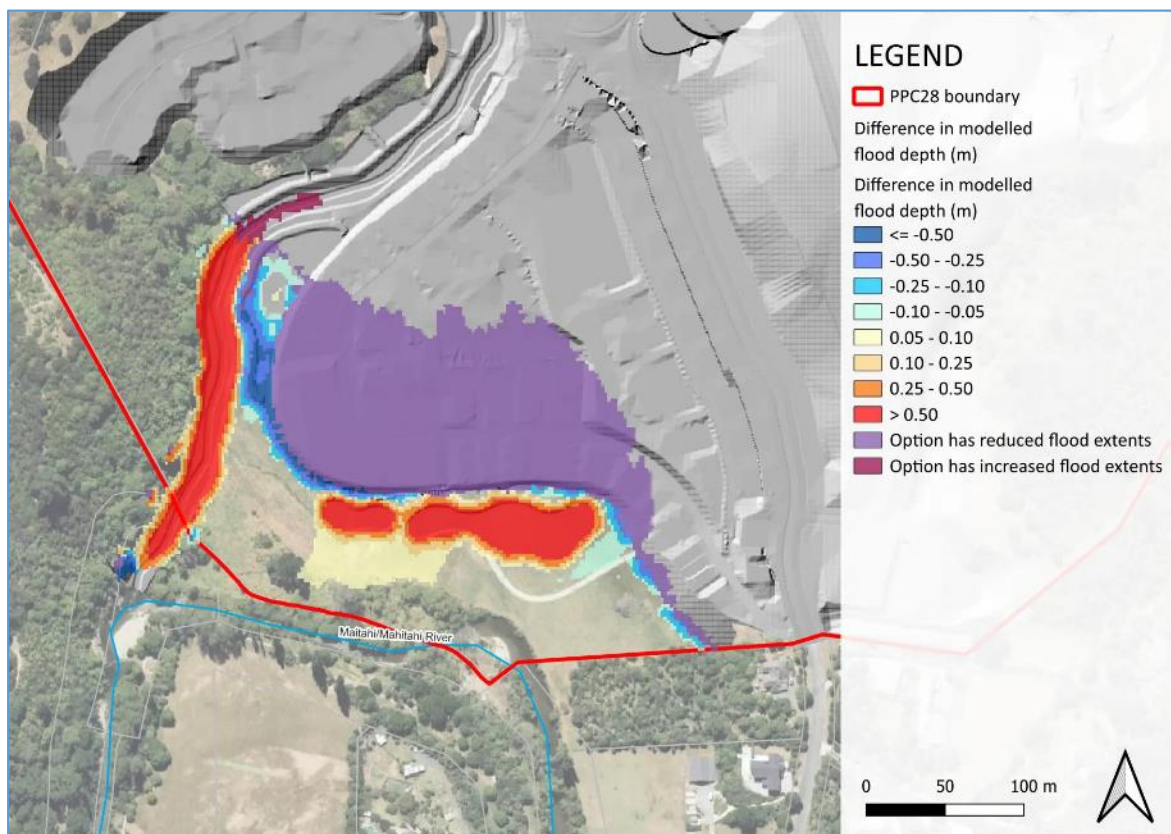 LEGEND
PPC28 boundary
Difference in modelled
flood depth (m)
Difference in modelled
flood depth (m)
<= -0.50
-0.50 - -0.25
-0.25 - -0.10
-0.10 - -0.05
0.05 - 0.10
0.10 - 0.25
0.25 - 0.50
> 0.50
Option has reduced flood extents
Option has increased flood extents
Maitahi/Mahitahi River
0 50 100 m